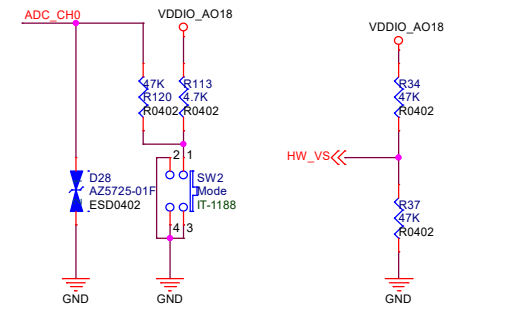 ADC_CH0
VDDIO_AO18
47K
R120
R0402
R113
4.7K
R0402
2
1
D28
AZ5725-01F
ESD0402
SW2
Mode
IT-1188
4
3
GND
GND
VDDIO_AO18
R34
47K
R0402
HW_VS
R37
47K
R0402
GND